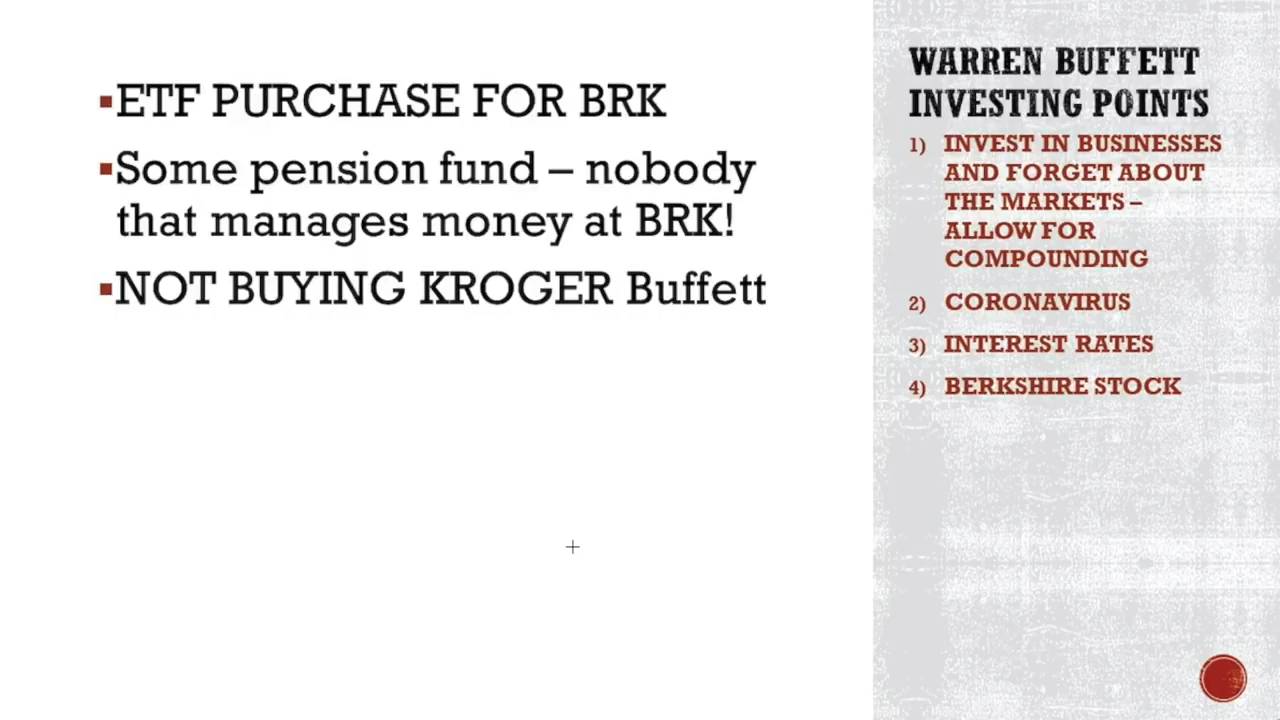 ▪ETF PURCHASE FOR BRK
▪Some pension fund – nobody
that manages money at BRK!
▪NOT BUYING KROGER Buffett
WARREN BUFFETT
INVESTING POINTS
1) INVEST IN BUSINESSES
AND FORGET ABOUT
THE MARKETS –
ALLOW FOR
COMPOUNDING
2) CORONAVIRUS
3) INTEREST RATES
4) BERKSHIRE STOCK